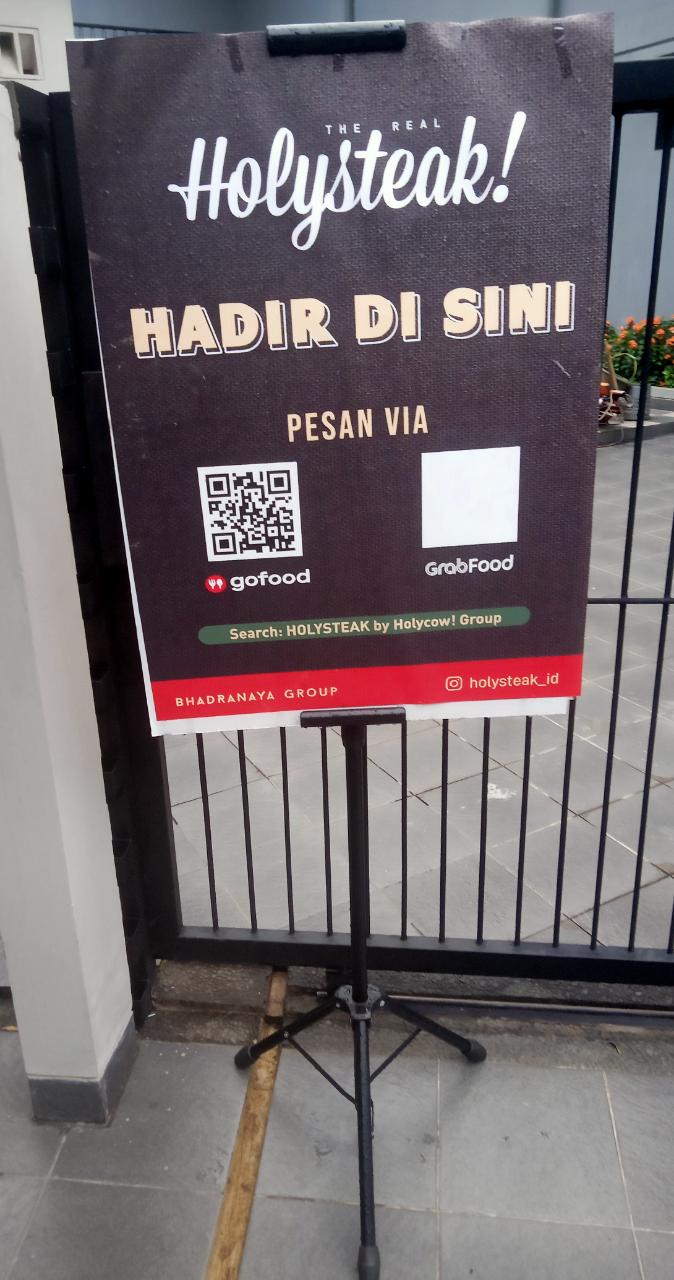 THE REAL
Holysteak!
HADIR DI SINI
PESAN VIA
gofood
GrabFood
Search: HOLYSTEAK by Holycow! Group
BHADRANAYA GROUP
holysteak_id